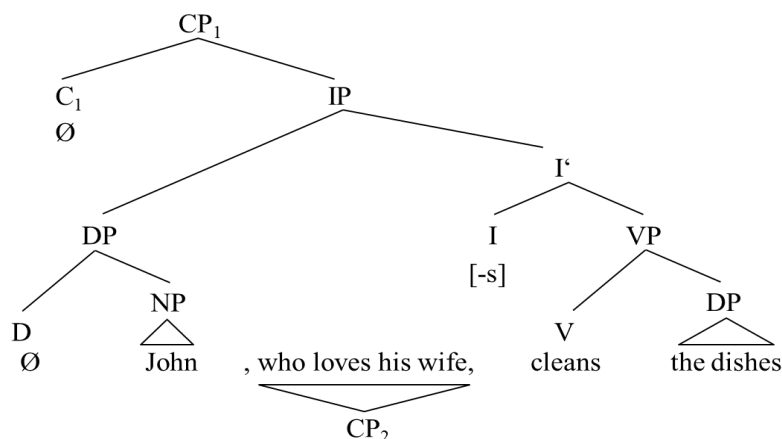 CP₁
C₁ IP
Ø
I‘
DP I VP
[-s]
NP DP
D V
Ø John , who loves his wife, cleans the dishes
CP₂